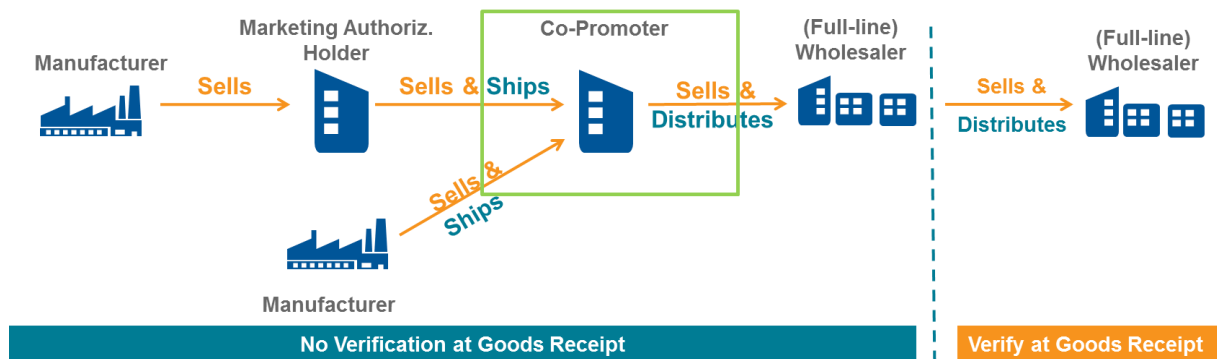 Manufacturer
Sells
Marketing Authoriz.
Holder
Sells & Ships
Co-Promoter
Sells &
Distributes
(Full-line)
Wholesaler
Sells &
Distributes
(Full-line)
Wholesaler
Sells &
Ships
Manufacturer
No Verification at Goods Receipt
Verify at Goods Receipt